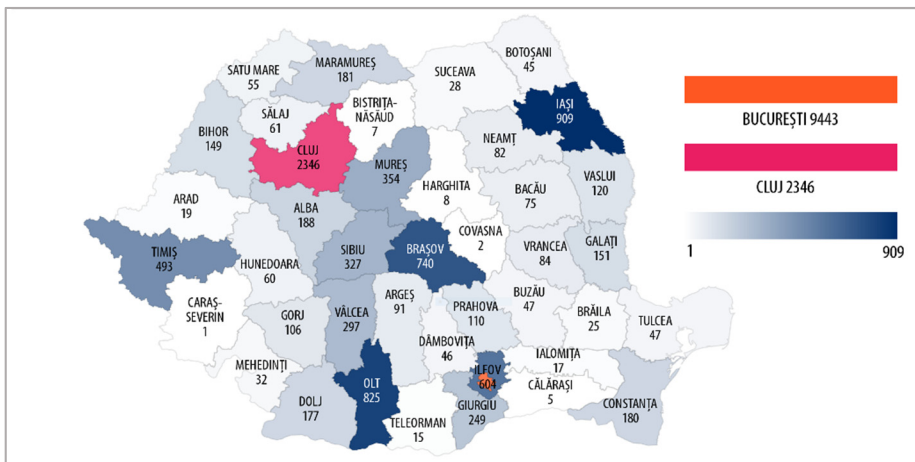 BOTOȘANI
45
MARAMUREȘ
181
SATU MARE
55
SUCEAVA
28
IAȘI
909
BISTRIȚA-
NĂSĂUD
7
SĂLAJ
61
BIHOR
149
NEAMȚ
82
CLUJ
2346
MUREȘ
354
HARGHITA
8
BACĂU
75
VASLUI
120
ARAD
19
ALBA
188
COVASNA
2
TIMIȘ
493
HUNEDOARA
60
SIBIU
327
BRAȘOV
740
VRANCEA
84
GALAȚI
151
CARAȘ-
SEVERIN
1
GORJ
106
VÂLCEA
297
ARGEȘ
91
PRAHOVA
110
BUZĂU
47
BRĂILA
25
TULCEA
47
DÂMBOVIȚA
46
MEHEDINȚI
32
IALOMIȚA
17
ILFOV
604
OLT
825
CĂLĂRAȘI
5
DOLJ
177
GIURGIU
249
CONSTANȚA
180
TELEORMAN
15
BUCUREȘTI 9443
CLUJ 2346
1
909